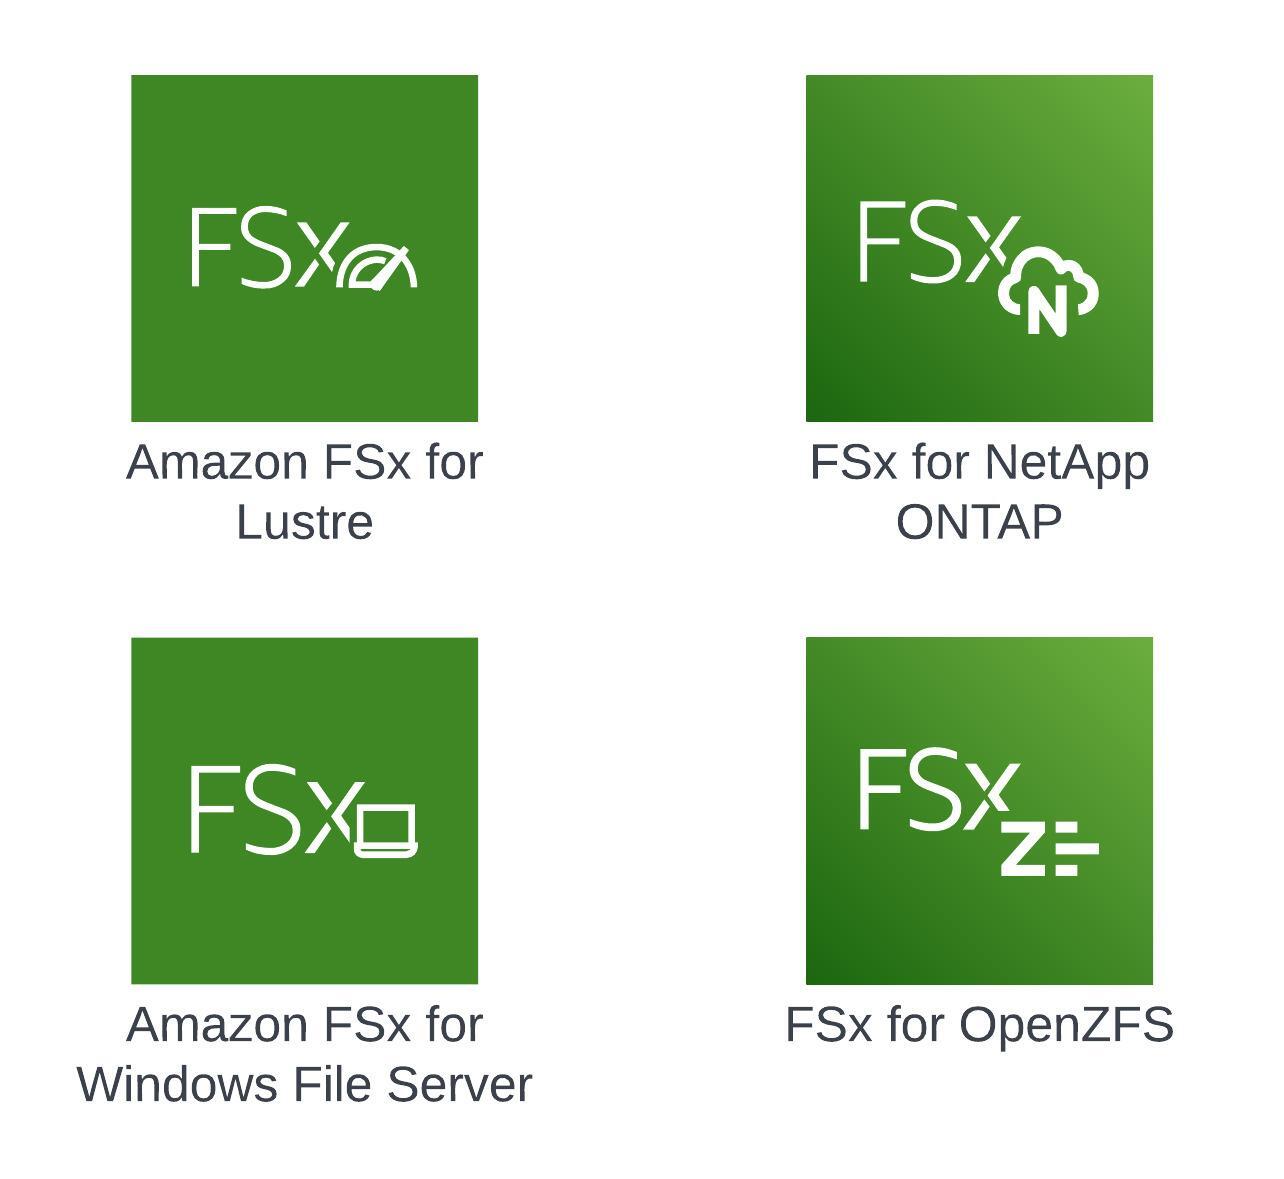 FSx
FSx
N
Amazon FSx for
Lustre
FSx for NetApp
ONTAP
FSx
FSx
Z
Amazon FSx for
Windows File Server
FSx for OpenZFS